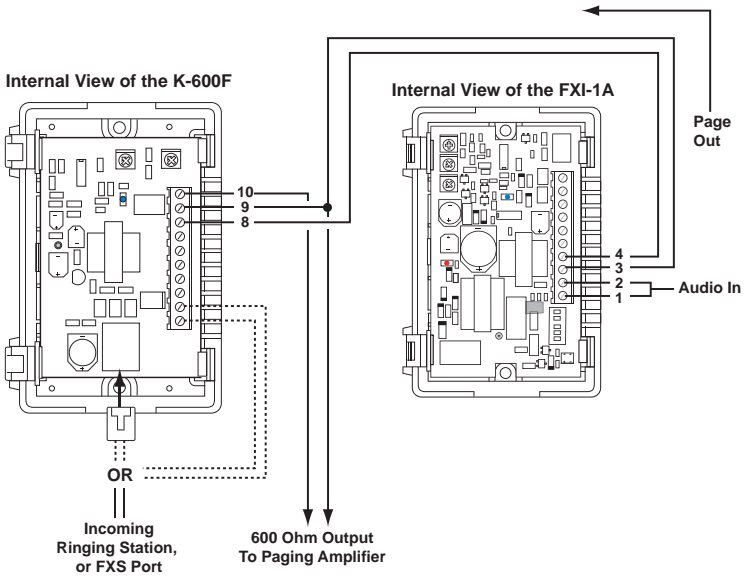 Internal View of the K-600F
Internal View of the FXI-1A
Page
Out
10
9
8
4
3
2
1
Audio In
OR
Incoming
Ringing Station,
or FXS Port
600 Ohm Output
To Paging Amplifier